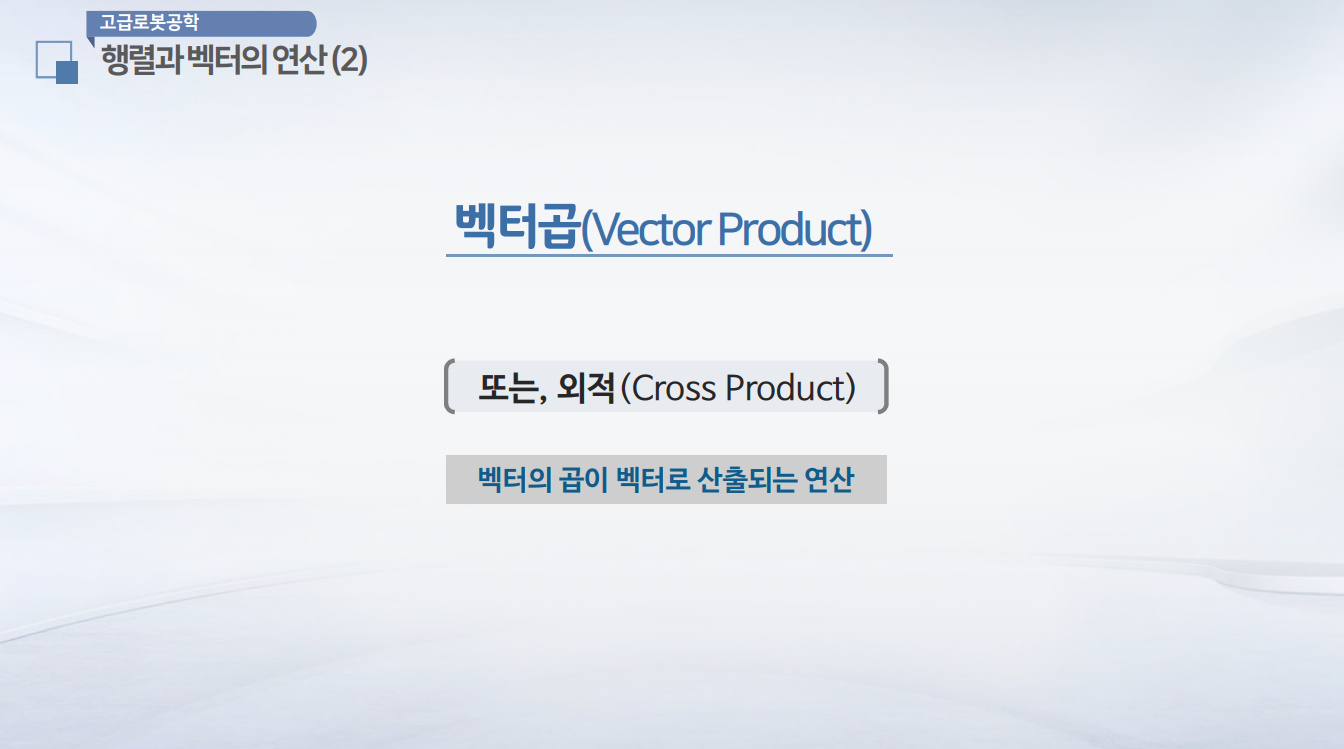 고급로봇공학
행렬과 벡터의 연산 (2)
벡터곱(Vector Product)
또는, 외적(Cross Product)
벡터의 곱이 벡터로 산출되는 연산